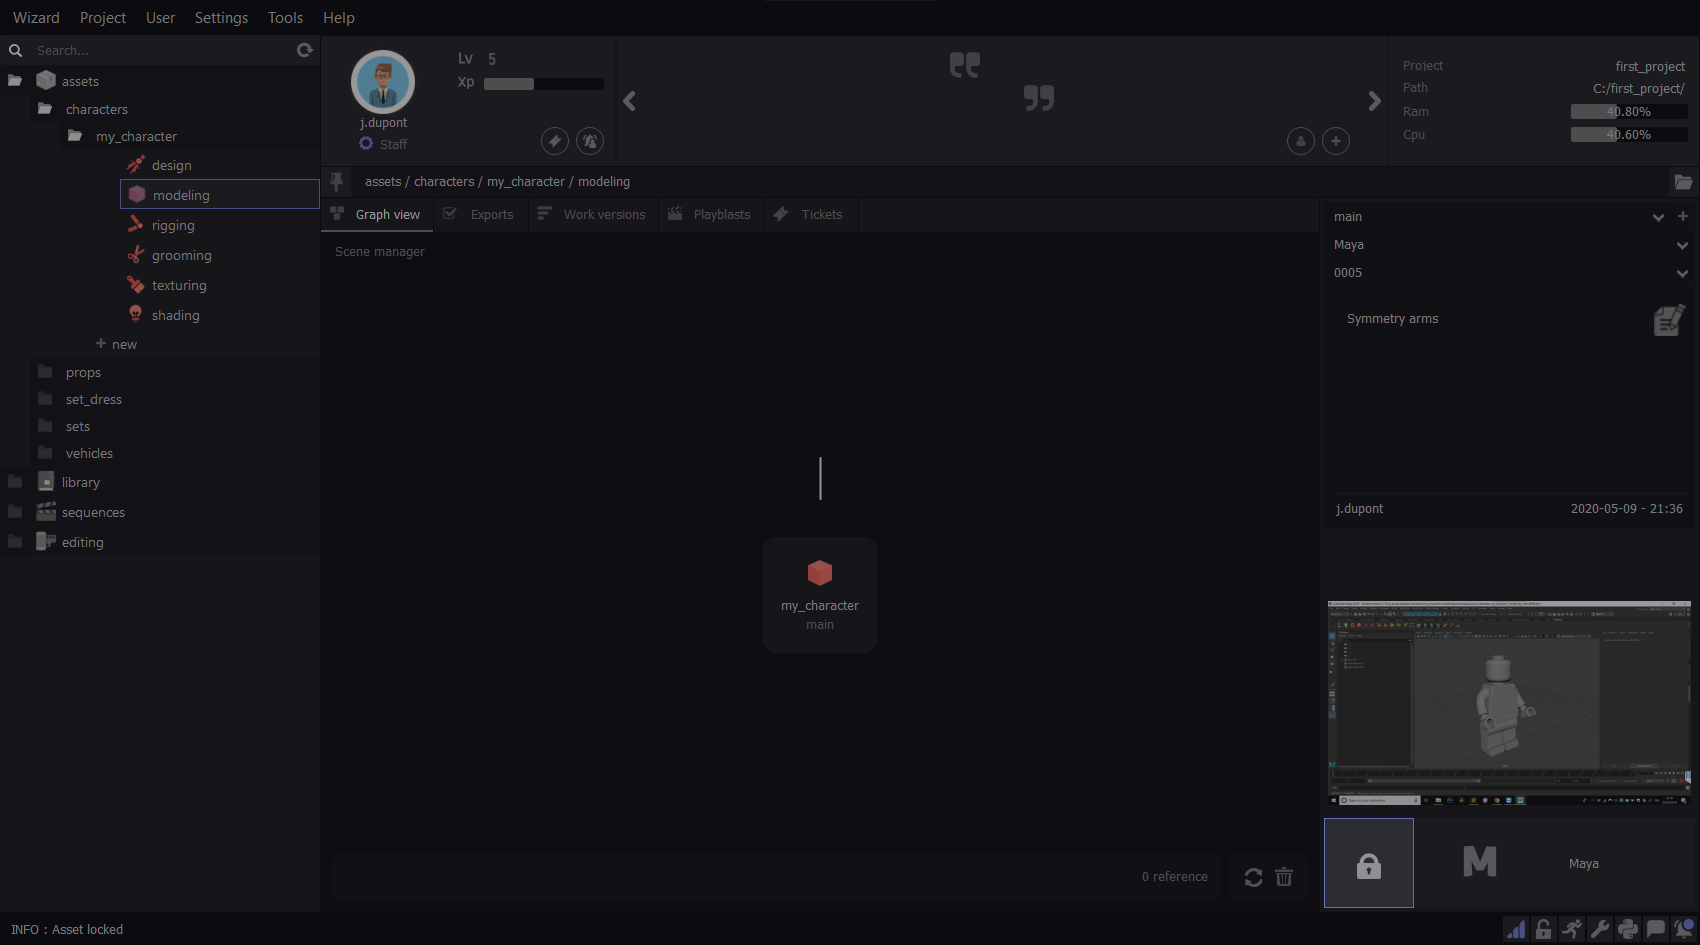 Wizard Project User Settings Tools Help
Search...
assets
characters
my_character
design
modeling
rigging
grooming
texturing
shading
+ new
props
set_dress
sets
vehicles
library
sequences
editing
Lv 5
Xp
j.dupont
Staff
Project first_project
Path C:/first_project/
Ram 40.80%
Cpu 40.60%
assets / characters / my_character / modeling
Graph view Exports Work versions Playblasts Tickets
Scene manager
my_character
main
0 reference
main
Maya
0005
Symmetry arms
j.dupont 2020-05-09 - 21:36
M Maya
INFO : Asset locked